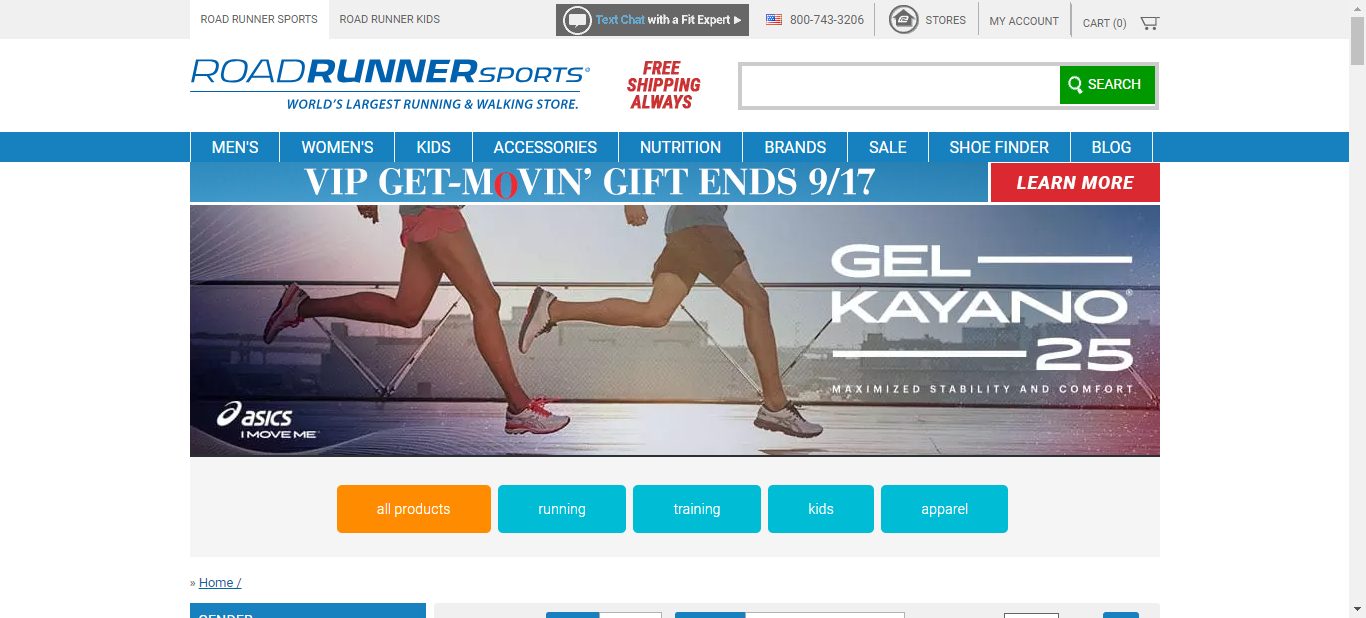 ROAD RUNNER SPORTS
ROAD RUNNER KIDS
Text Chat with a Fit Expert
800-743-3206
STORES
MY ACCOUNT
CART (0)
ROADRUNNERSPORTS®
WORLD'S LARGEST RUNNING & WALKING STORE.
FREE
SHIPPING
ALWAYS
SEARCH
MEN'S
WOMEN'S
KIDS
ACCESSORIES
NUTRITION
BRANDS
SALE
SHOE FINDER
BLOG
VIP GET-MOVIN' GIFT ENDS 9/17
LEARN MORE
GEL
KAYANO®
25
MAXIMIZED STABILITY AND COMFORT
asics
I MOVE ME™
all products
running
training
kids
apparel
» Home /
GENDER